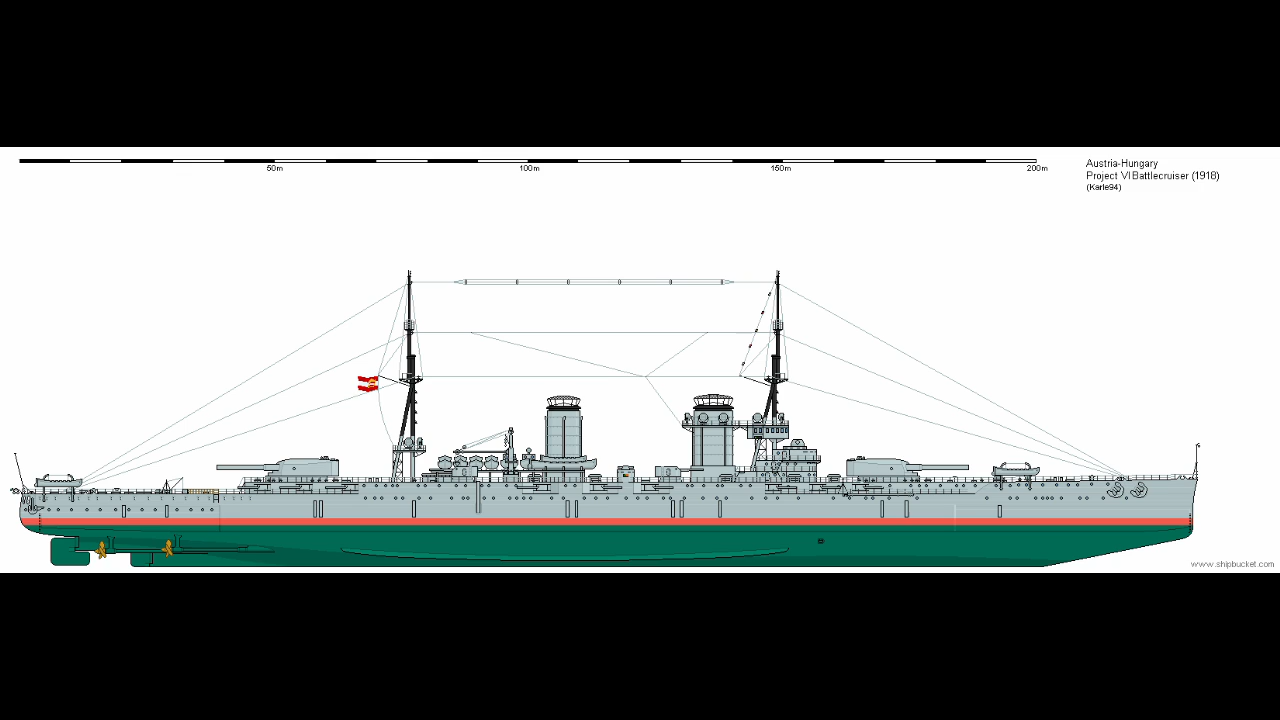 50m
100m
150m
200m
Austria-Hungary
Project VI Battlecruiser (1918)
(Karle94)
www.shipbucket.com